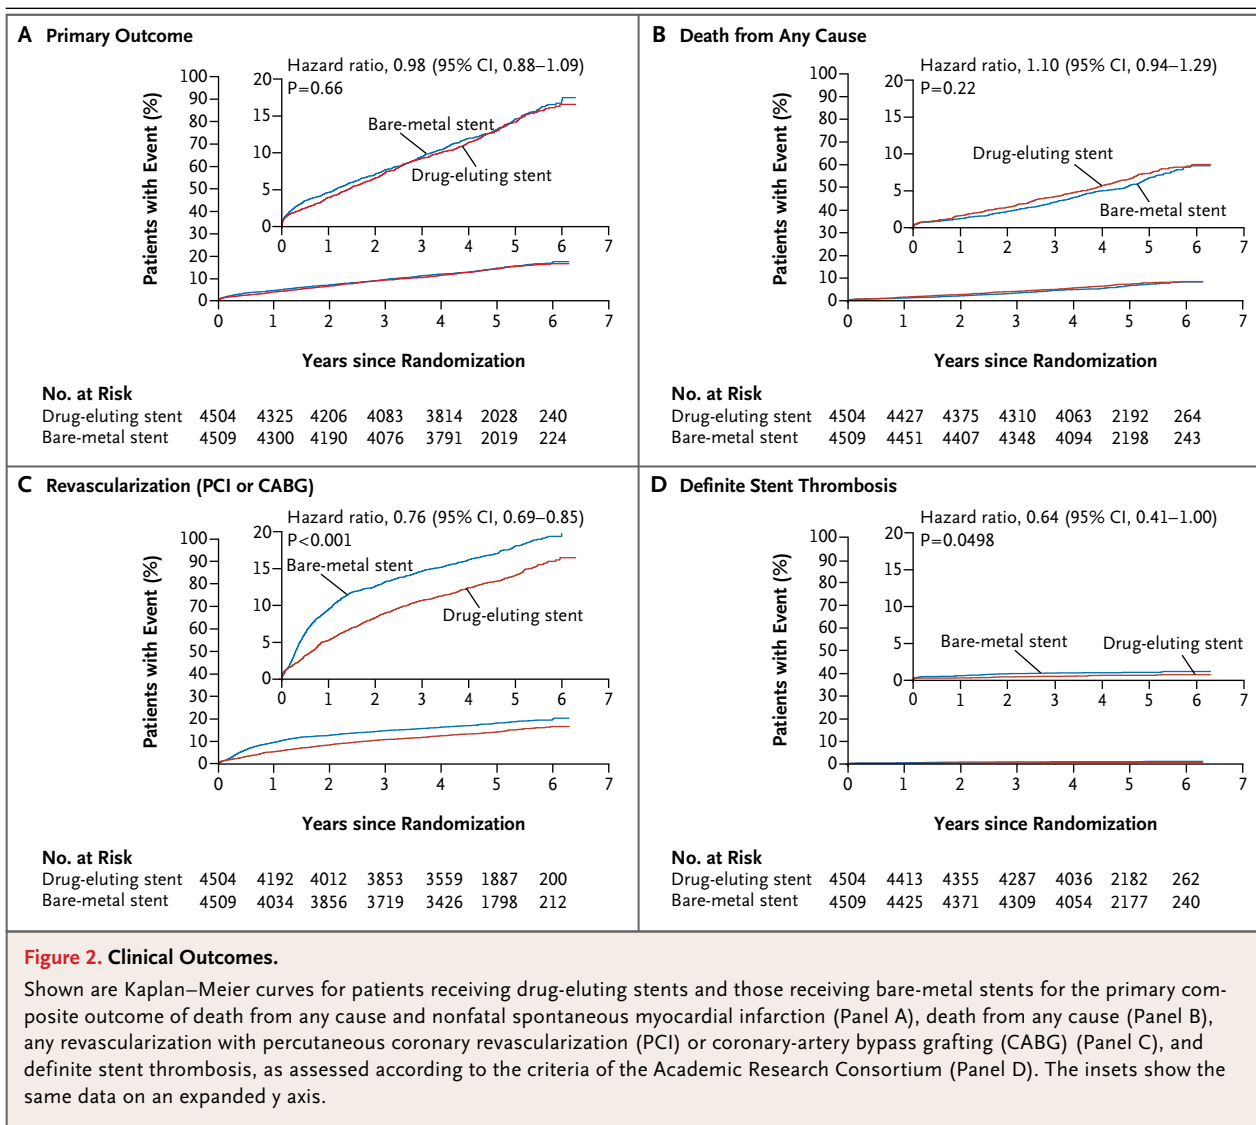 A Primary Outcome
Hazard ratio, 0.98 (95% CI, 0.88–1.09)
P=0.66
Patients with Event (%)
100
90
80
70
60
50
40
30
20
10
0
20
15
10
5
0
Bare-metal stent
Drug-eluting stent
0 1 2 3 4 5 6 7
0 1 2 3 4 5 6 7
Years since Randomization
No. at Risk
Drug-eluting stent 4504 4325 4206 4083 3814 2028 240
Bare-metal stent 4509 4300 4190 4076 3791 2019 224
B Death from Any Cause
Hazard ratio, 1.10 (95% CI, 0.94–1.29)
P=0.22
Patients with Event (%)
100
90
80
70
60
50
40
30
20
10
0
20
15
10
5
0
Drug-eluting stent
Bare-metal stent
0 1 2 3 4 5 6 7
0 1 2 3 4 5 6 7
Years since Randomization
No. at Risk
Drug-eluting stent 4504 4427 4375 4310 4063 2192 264
Bare-metal stent 4509 4451 4407 4348 4094 2198 243
C Revascularization (PCI or CABG)
Hazard ratio, 0.76 (95% CI, 0.69–0.85)
P<0.001
Patients with Event (%)
100
90
80
70
60
50
40
30
20
10
0
20
15
10
5
0
Bare-metal stent
Drug-eluting stent
0 1 2 3 4 5 6 7
0 1 2 3 4 5 6 7
Years since Randomization
No. at Risk
Drug-eluting stent 4504 4192 4012 3853 3559 1887 200
Bare-metal stent 4509 4034 3856 3719 3426 1798 212
D Definite Stent Thrombosis
Hazard ratio, 0.64 (95% CI, 0.41–1.00)
P=0.0498
Patients with Event (%)
100
90
80
70
60
50
40
30
20
10
0
20
15
10
5
0
Bare-metal stent
Drug-eluting stent
0 1 2 3 4 5 6 7
0 1 2 3 4 5 6 7
Years since Randomization
No. at Risk
Drug-eluting stent 4504 4413 4355 4287 4036 2182 262
Bare-metal stent 4509 4425 4371 4309 4054 2177 240
Figure 2. Clinical Outcomes.
Shown are Kaplan–Meier curves for patients receiving drug-eluting stents and those receiving bare-metal stents for the primary com-
posite outcome of death from any cause and nonfatal spontaneous myocardial infarction (Panel A), death from any cause (Panel B),
any revascularization with percutaneous coronary revascularization (PCI) or coronary-artery bypass grafting (CABG) (Panel C), and
definite stent thrombosis, as assessed according to the criteria of the Academic Research Consortium (Panel D). The insets show the
same data on an expanded y axis.